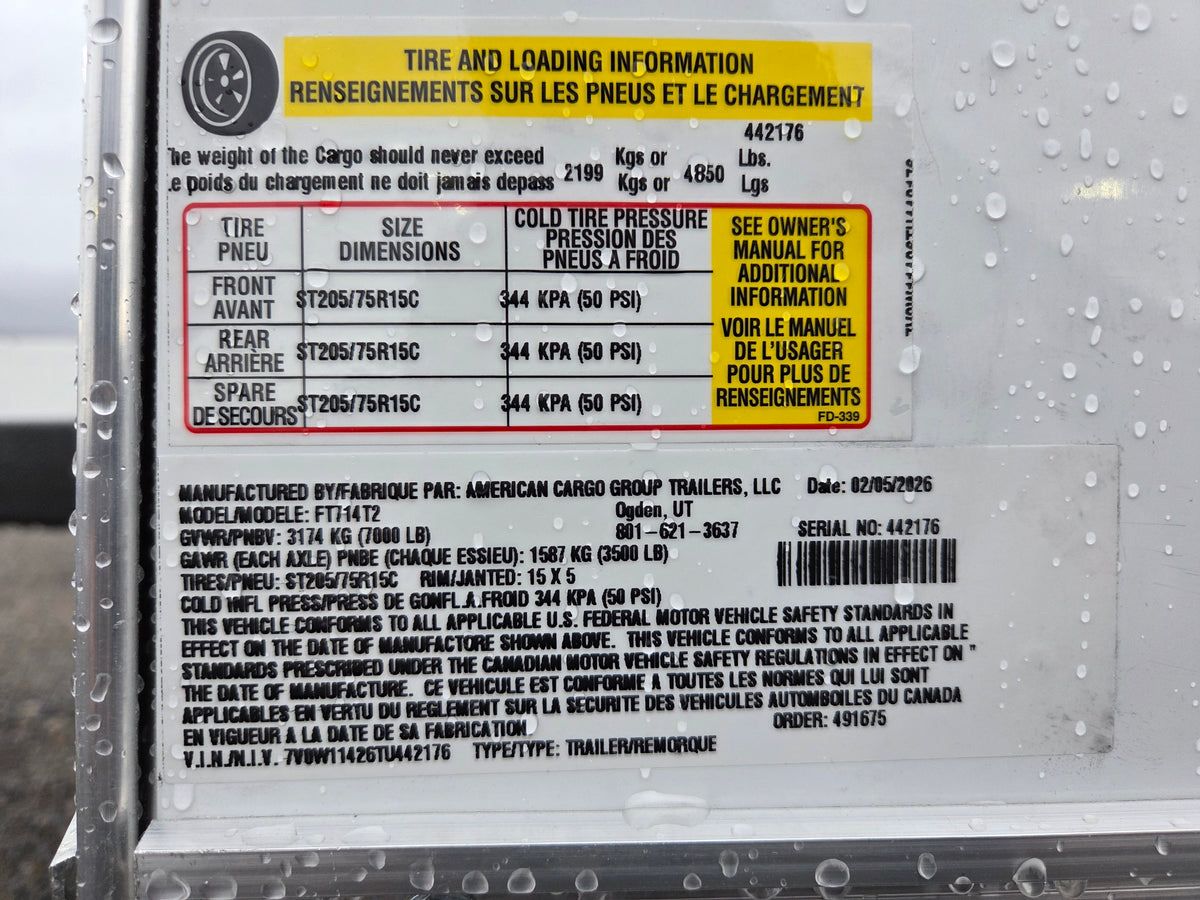 TIRE AND LOADING INFORMATION
RENSEIGNEMENTS SUR LES PNEUS ET LE CHARGEMENT
442176
he weight of the Cargo should never exceed 2199 Kgs or 4850 Lbs.
e poids du chargement ne doit jamais depass Kgs or Lgs
TIRE PNEU SIZE DIMENSIONS COLD TIRE PRESSURE PRESSION DES PNEUS A FROID
FRONT AVANT ST205/75R15C 344 KPA (50 PSI)
REAR ARRIÈRE ST205/75R15C 344 KPA (50 PSI)
SPARE DE SECOURS ST205/75R15C 344 KPA (50 PSI)
SEE OWNER'S
MANUAL FOR
ADDITIONAL
INFORMATION
VOIR LE MANUEL
DE L'USAGER
POUR PLUS DE
RENSEIGNEMENTS
FD-339
MANUFACTURED BY/FABRIQUE PAR: AMERICAN CARGO GROUP TRAILERS, LLC Date: 02/05/2026
MODEL/MODELE: FT714T2 Ogden, UT
GVWR/PNBV: 3174 KG (7000 LB) 801-621-3637 SERIAL NO: 442176
GAWR (EACH AXLE) PNBE (CHAQUE ESSIEU): 1587 KG (3500 LB)
TIRES/PNEU: ST205/75R15C RIM/JANTED: 15 X 5
COLD INFL PRESS/PRESS DE GONFL.A.FROID 344 KPA (50 PSI)
THIS VEHICLE CONFORMS TO ALL APPLICABLE U.S. FEDERAL MOTOR VEHICLE SAFETY STANDARDS IN
EFFECT ON THE DATE OF MANUFACTORE SHOWN ABOVE. THIS VEHICLE CONFORMS TO ALL APPLICABLE
STANDARDS PRESCRIBED UNDER THE CANADIAN MOTOR VEHICLE SAFETY REGULATIONS IN EFFECT ON "
THE DATE OF MANUFACTURE. CE VEHICULE EST CONFORME A TOUTES LES NORMES QUI LUI SONT
APPLICABLES EN VERTU DU REGLEMENT SUR LA SECURITE DES VEHICULES AUTOMBOILES DU CANADA
EN VIGUEUR A LA DATE DE SA FABRICATION. ORDER: 491675
V.I.N./N.I.V. 7V0W11426TU442176 TYPE/TYPE: TRAILER/REMORQUE